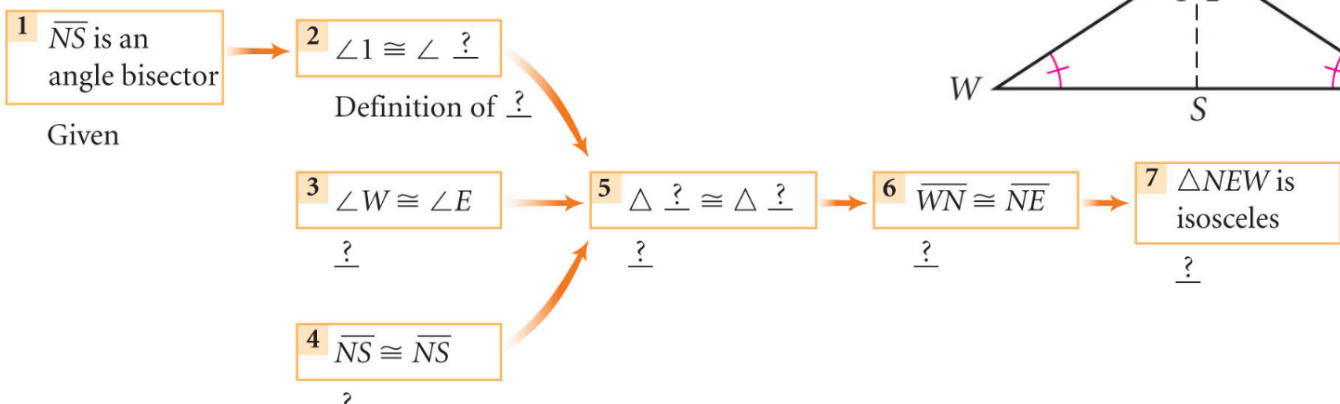 1 NS is an
angle bisector
Given
2 ∠1 ≅ ∠ ?
Definition of ?
3 ∠W ≅ ∠E
?
4 NS ≅ NS
?
5 △ ? ≅ △ ?
?
6 WN ≅ NE
?
7 △NEW is
isosceles
?
W
S